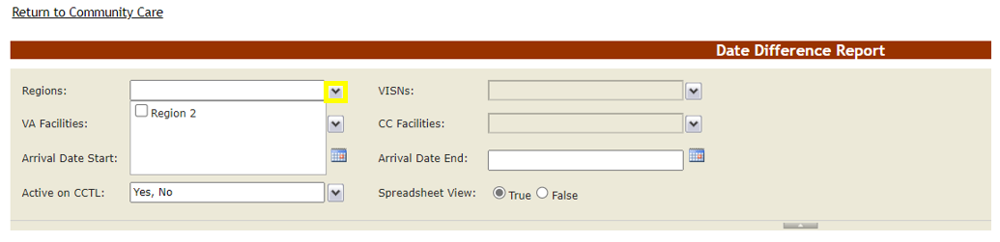 Return to Community Care
Date Difference Report
Regions: VISNs:
Region 2
VA Facilities: CC Facilities:
Arrival Date Start: Arrival Date End:
Active on CCTL: Yes, No Spreadsheet View: True False